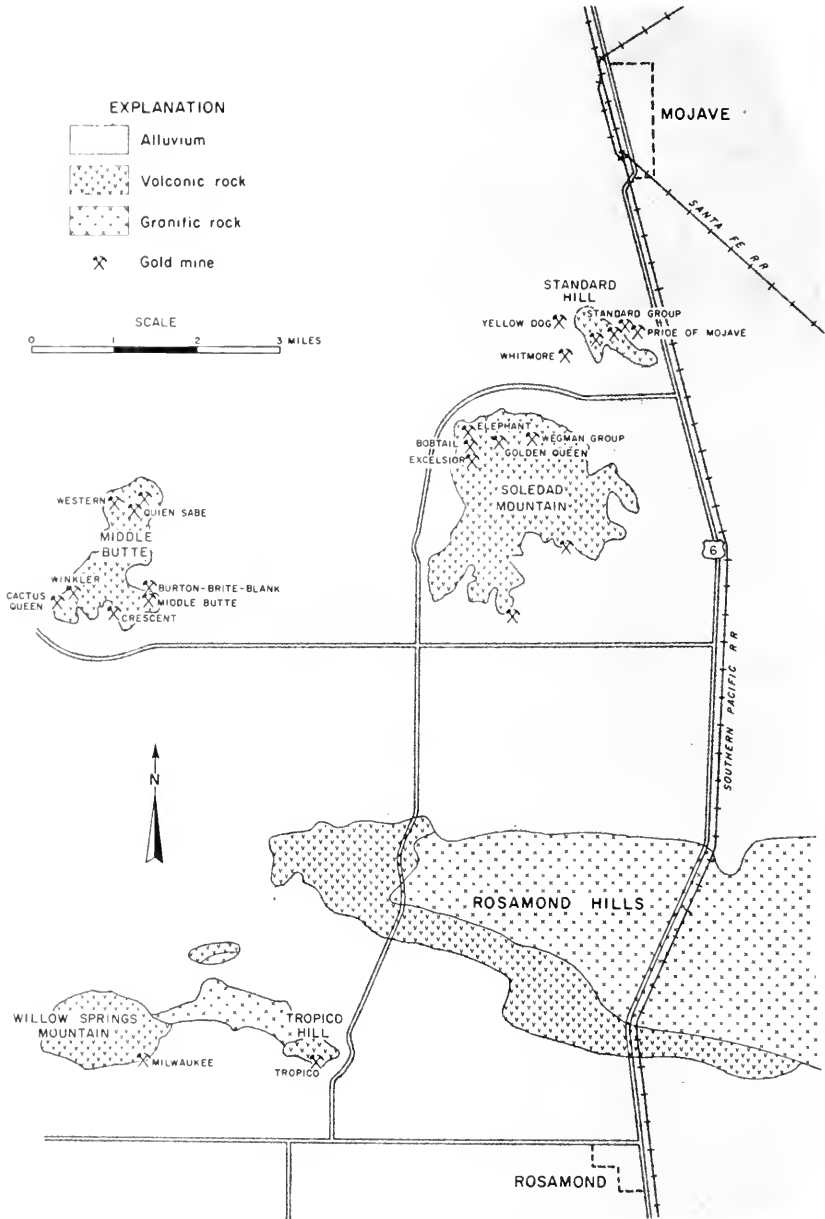 EXPLANATION
Alluvium
Volcanic rock
Granitic rock
Gold mine
SCALE
0 1 2 3 MILES
MOJAVE
SANTA FE R R
STANDARD
HILL
STANDARD GROUP
YELLOW DOG
PRIDE OF MOJAVE
WHITMORE
ELEPHANT
BOBTAIL
WEGMAN GROUP
GOLDEN QUEEN
EXCELSIOR
SOLEDAD
MOUNTAIN
WESTERN
QUIEN SABE
MIDDLE
BUTTE
WINKLER
CACTUS
QUEEN
BURTON-BRITE-BLANK
MIDDLE BUTTE
CRESCENT
6
SOUTHERN PACIFIC R R
N
ROSAMOND HILLS
WILLOW SPRINGS
MOUNTAIN
TROPICO
HILL
MILWAUKEE
TROPICO
ROSAMOND